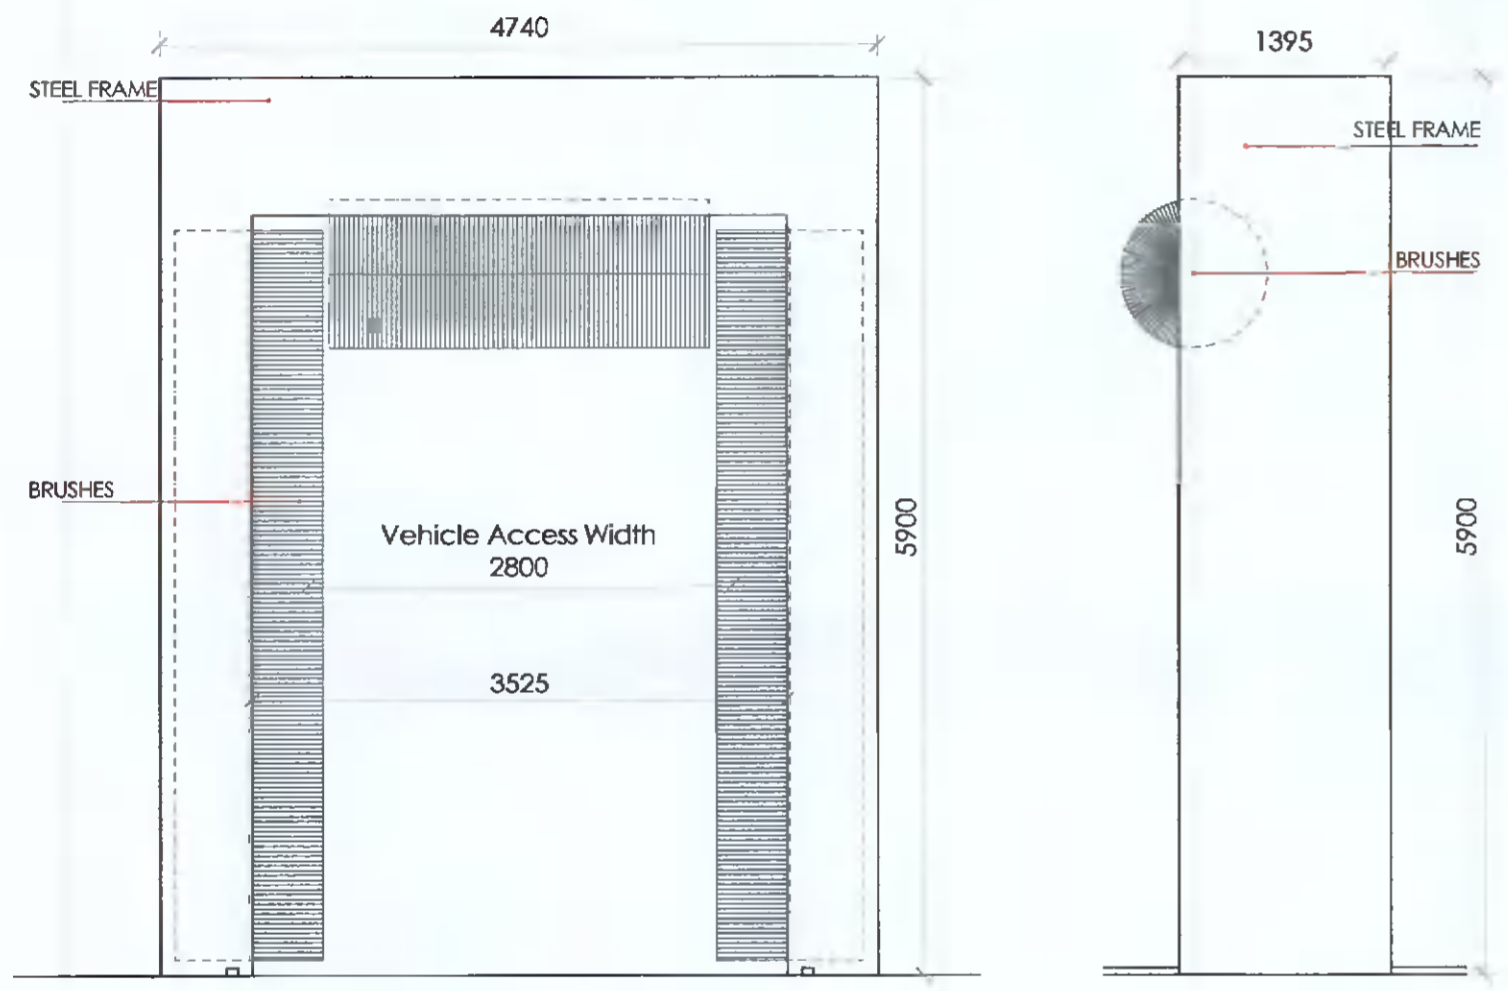 4740
1395
STEEL FRAME
STEEL FRAME
BRUSHES
BRUSHES
Vehicle Access Width
2800
5900
5900
3525